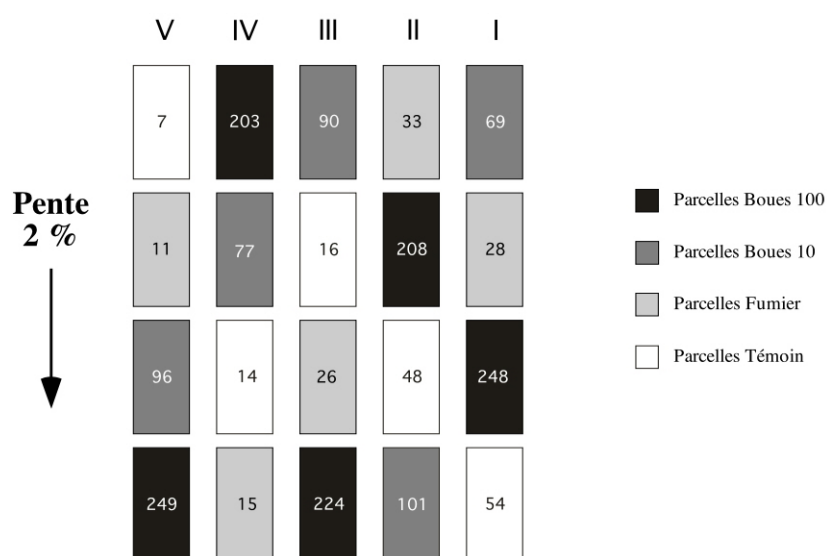 V IV III II I
7 203 90 33 69
Pente
2 %
11 77 16 208 28
96 14 26 48 248
249 15 224 101 54
Parcelles Boues 100
Parcelles Boues 10
Parcelles Fumier
Parcelles Témoin